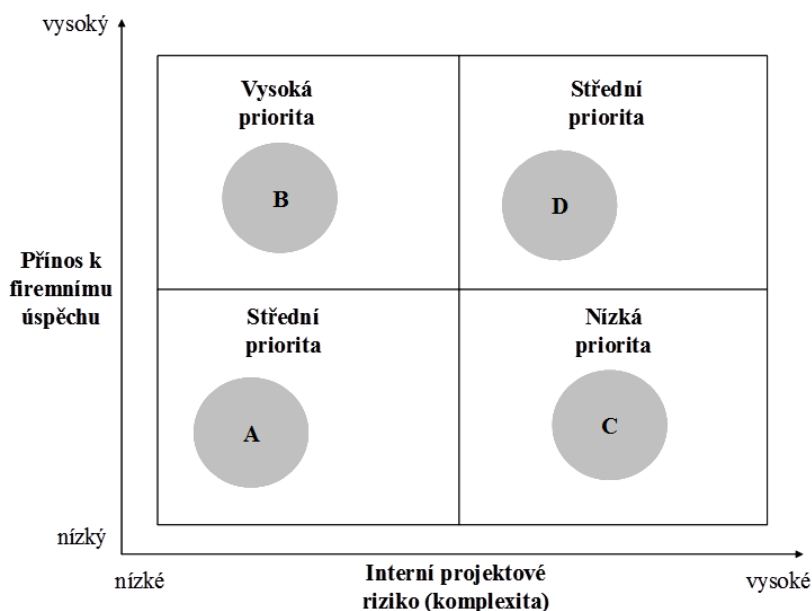 vysoký
Vysoká
priorita
Střední
priorita
B
D
Přínos k
firemnímu
úspěchu
Střední
priorita
Nízká
priorita
A
C
nízký
nízké
Interní projektové
riziko (komplexita)
vysoké